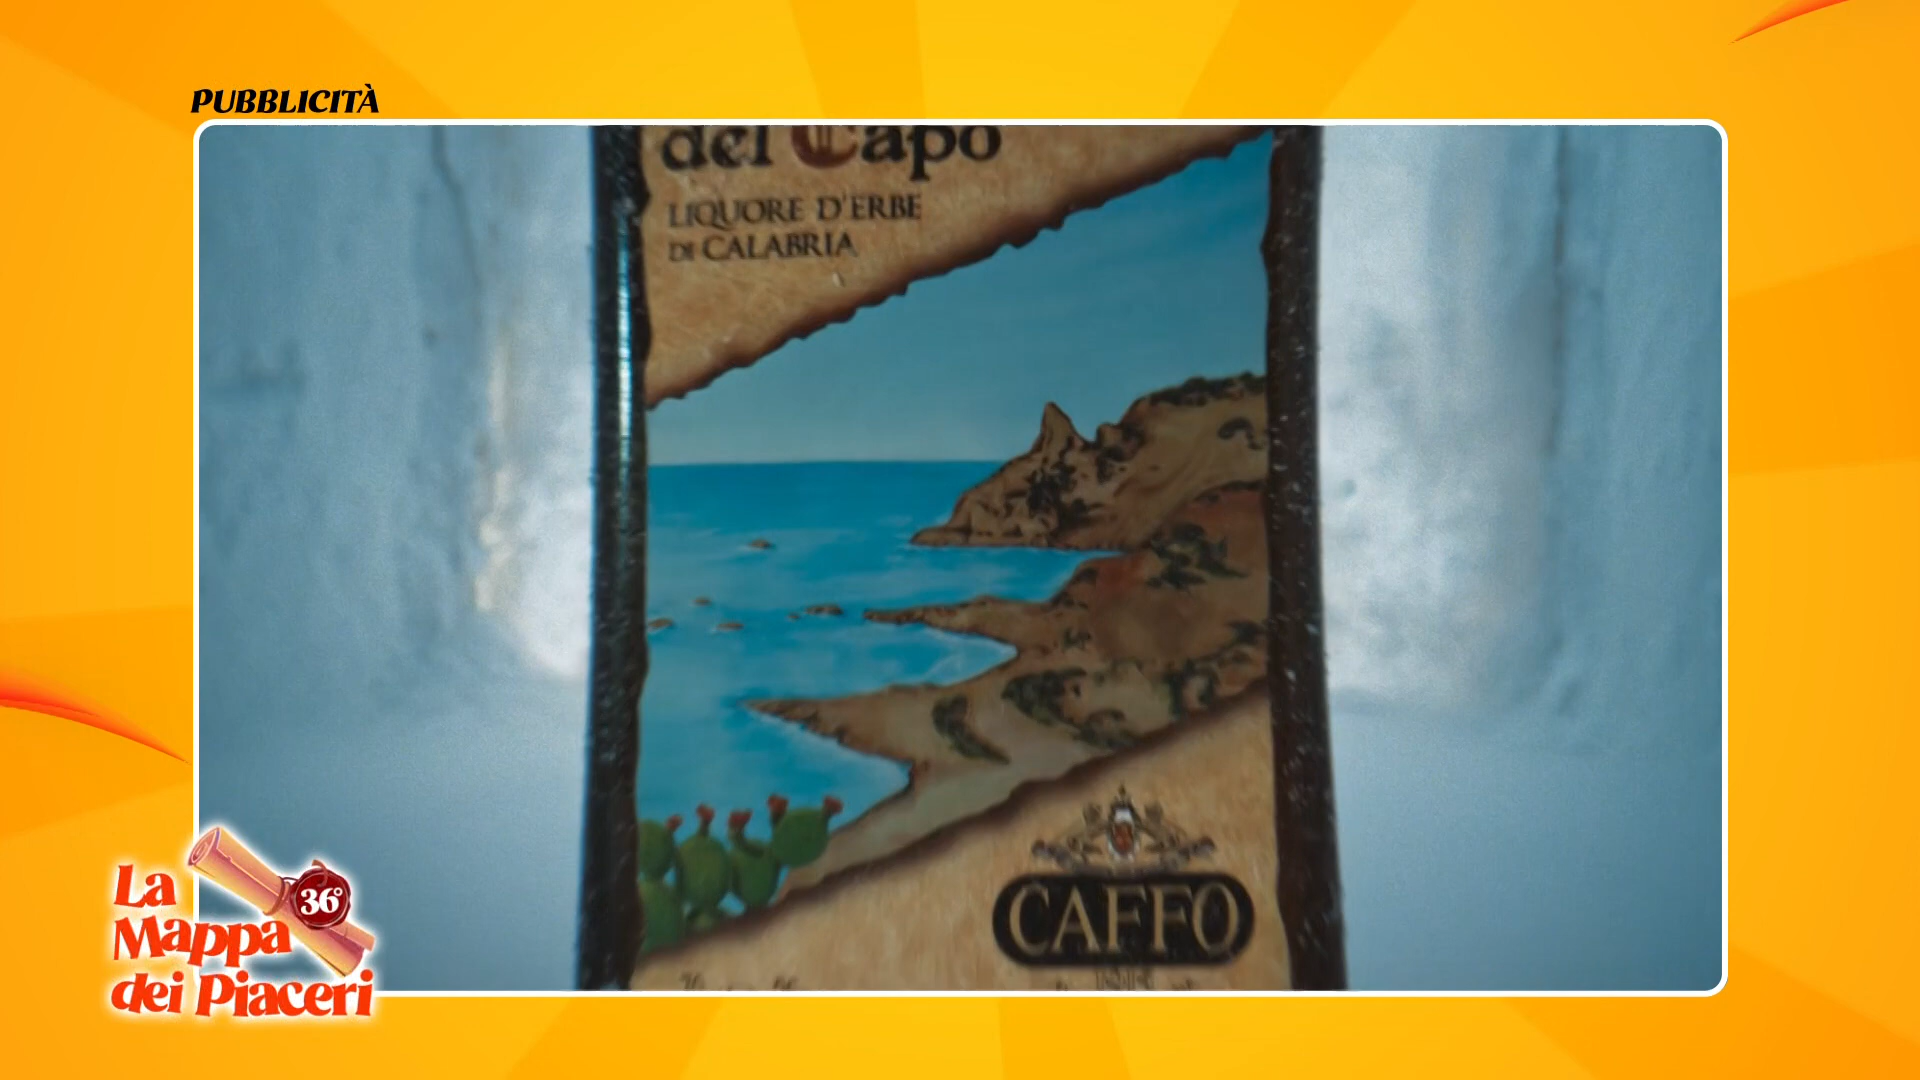 PUBBLICITÀ
del Capo
LIQUORE D'ERBE
DI CALABRIA
CAFFO
36°
La
Mappa
dei Piaceri